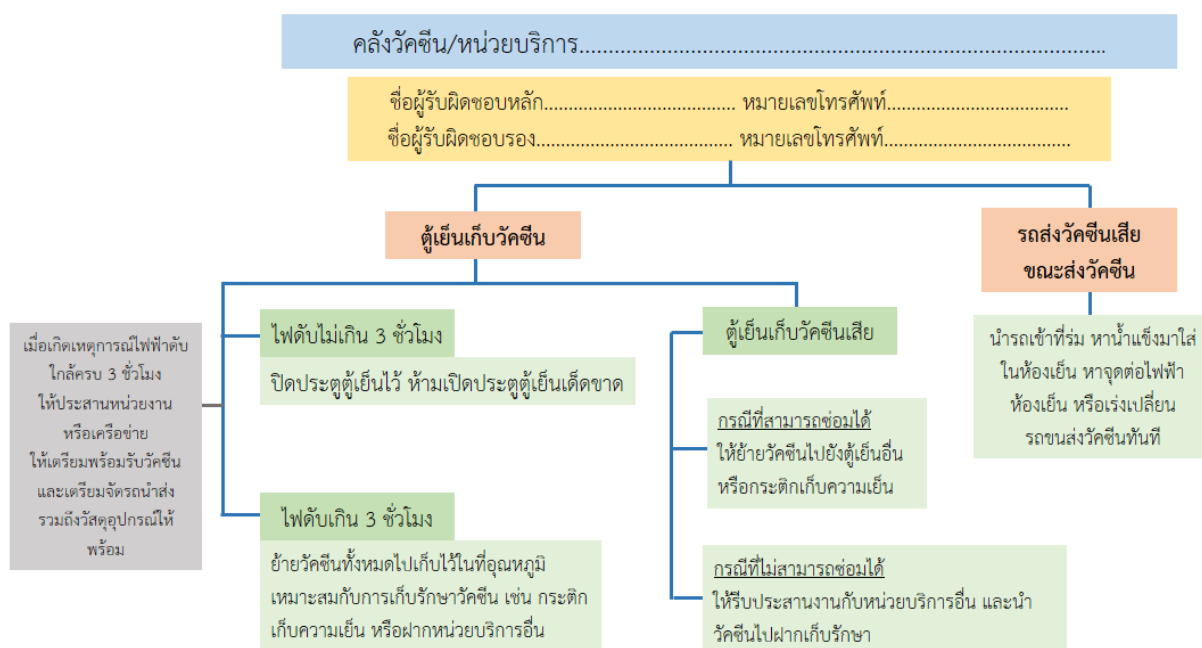 คลังวัคซีน/หน่วยบริการ...........................................................................................
ชื่อผู้รับผิดชอบหลัก...................................... หมายเลขโทรศัพท์....................................
ชื่อผู้รับผิดชอบรอง....................................... หมายเลขโทรศัพท์.....................................
ตู้เย็นเก็บวัคซีน
รถส่งวัคซีนเสีย
ขณะส่งวัคซีน
เมื่อเกิดเหตุการณ์ไฟฟ้าดับ
ใกล้ครบ 3 ชั่วโมง
ให้ประสานหน่วยงาน
หรือเครือข่าย
ให้เตรียมพร้อมรับวัคซีน
และเตรียมจัดรถนำส่ง
รวมถึงวัสดุอุปกรณ์ให้
พร้อม
ไฟดับไม่เกิน 3 ชั่วโมง
ปิดประตูตู้เย็นไว้ ห้ามเปิดประตูตู้เย็นเด็ดขาด
ไฟดับเกิน 3 ชั่วโมง
ย้ายวัคซีนทั้งหมดไปเก็บไว้ในที่อุณหภูมิ
เหมาะสมกับการเก็บรักษาวัคซีน เช่น กระติก
เก็บความเย็น หรือฝากหน่วยบริการอื่น
ตู้เย็นเก็บวัคซีนเสีย
กรณีที่สามารถซ่อมได้
ให้ย้ายวัคซีนไปยังตู้เย็นอื่น
หรือกระติกเก็บความเย็น
กรณีที่ไม่สามารถซ่อมได้
ให้รีบประสานงานกับหน่วยบริการอื่น และนำ
วัคซีนไปฝากเก็บรักษา
นำรถเข้าที่ร่ม หาน้ำแข็งมาใส่
ในห้องเย็น หาจุดต่อไฟฟ้า
ห้องเย็น หรือเร่งเปลี่ยน
รถขนส่งวัคซีนทันที